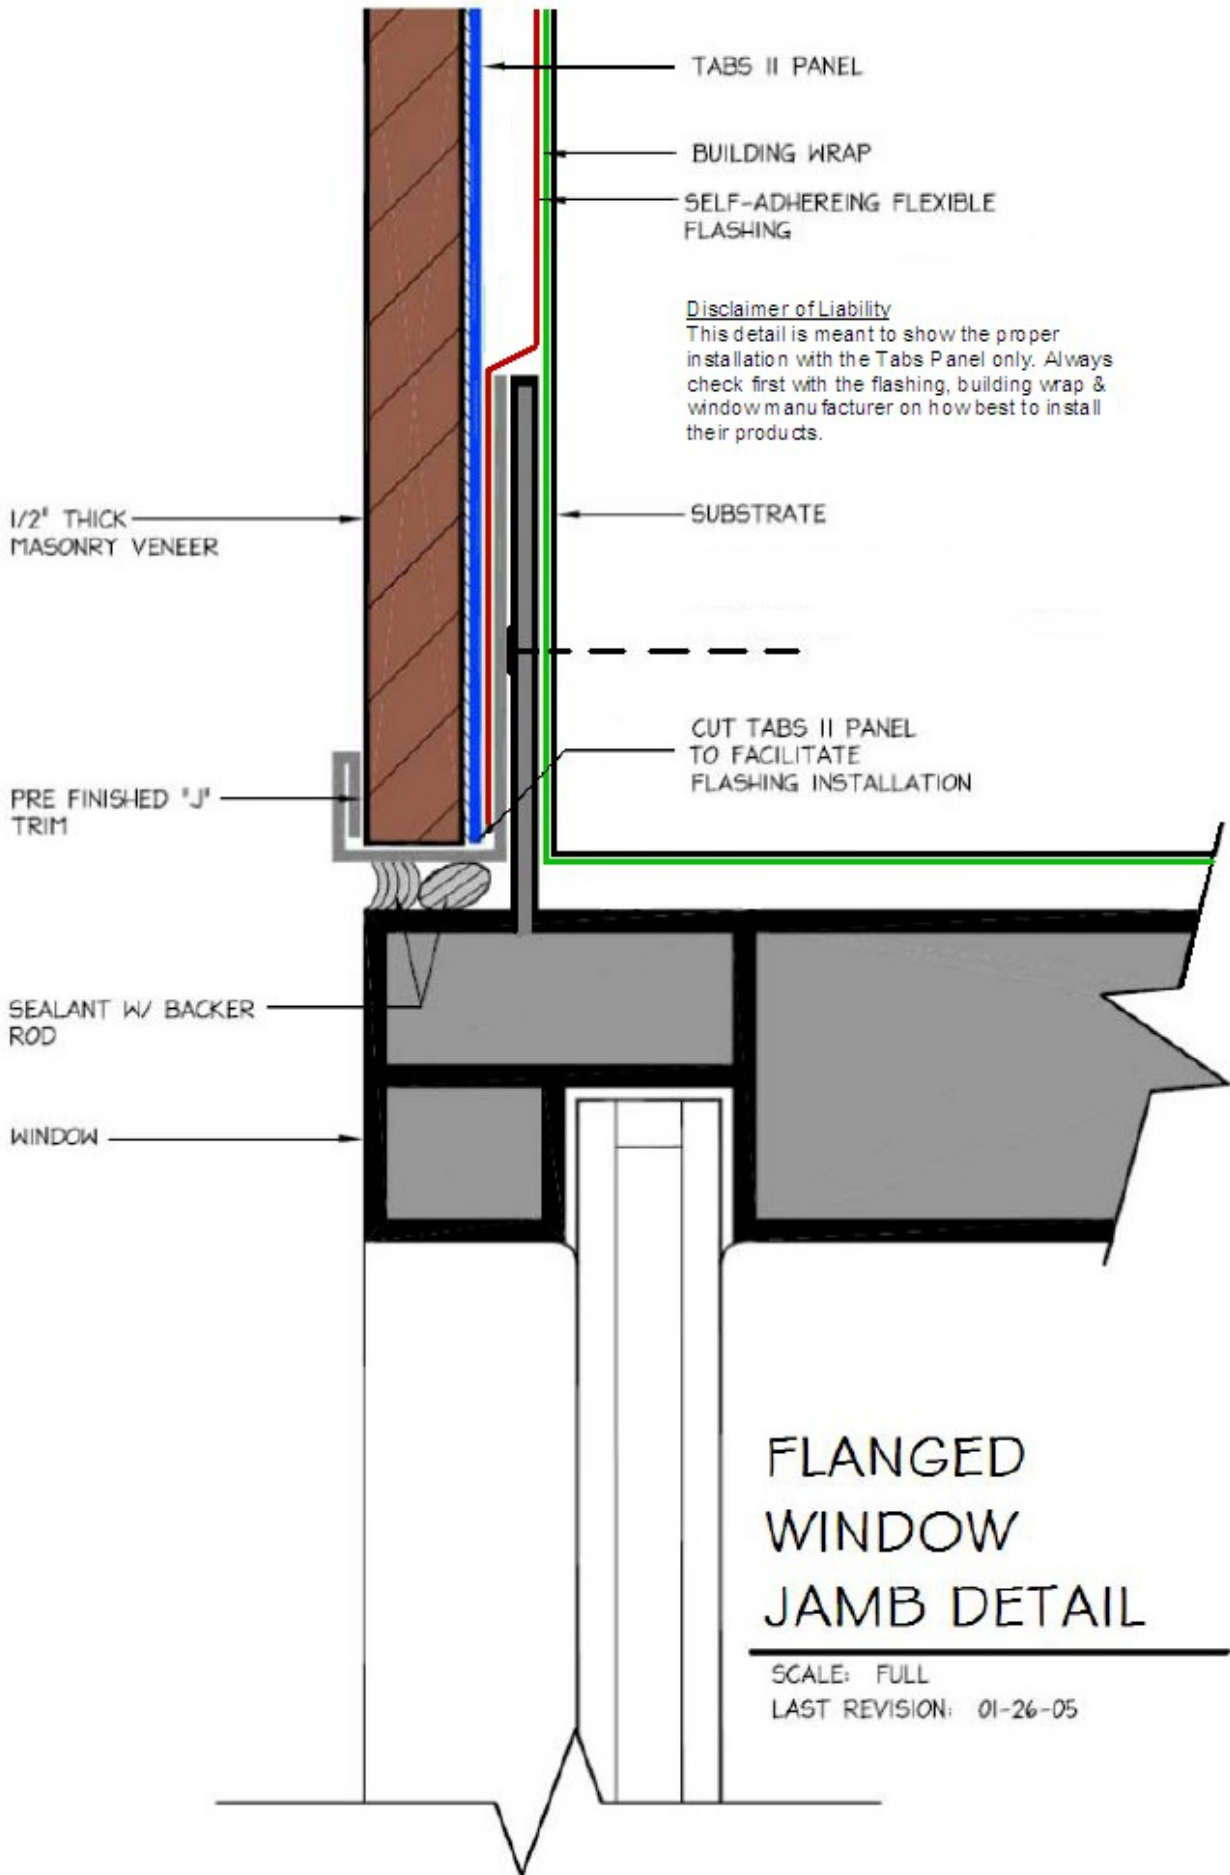 TABS II PANEL
BUILDING WRAP
SELF-ADHEREING FLEXIBLE
FLASHING
Disclaimer of Liability
This detail is meant to show the proper
installation with the Tabs Panel only. Always
check first with the flashing, building wrap &
window manufacturer on how best to install
their products.
1/2" THICK
MASONRY VENEER
SUBSTRATE
CUT TABS II PANEL
TO FACILITATE
FLASHING INSTALLATION
PRE FINISHED "J"
TRIM
SEALANT W/ BACKER
ROD
WINDOW
FLANGED
WINDOW
JAMB DETAIL
SCALE: FULL
LAST REVISION: 01-26-05